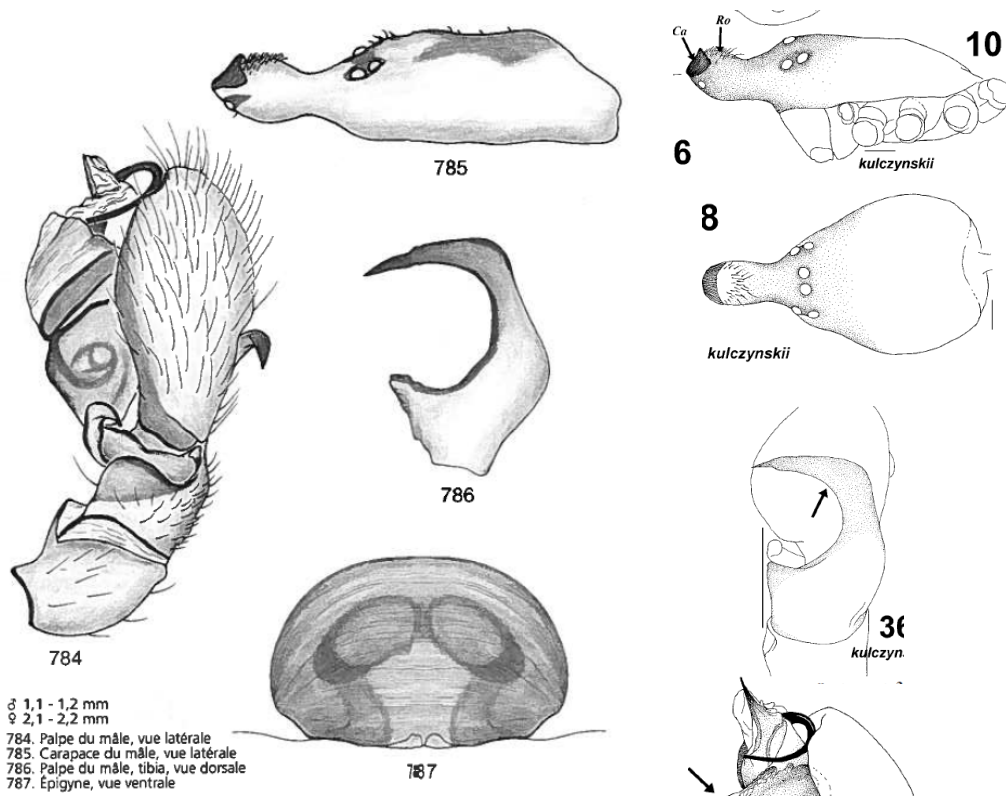 785
784
786
787
♂ 1,1 - 1,2 mm
♀ 2,1 - 2,2 mm
784. Palpe du mâle, vue latérale
785. Carapace du mâle, vue latérale
786. Palpe du mâle, tibia, vue dorsale
787. Épigyne, vue ventrale
Ca
Ro
10
6
kulczynskii
8
kulczynskii
36
kulczyn